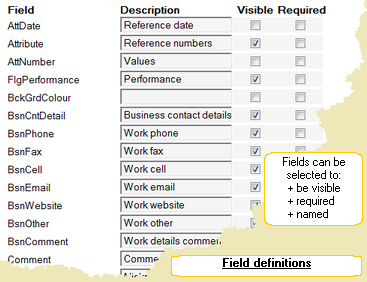 Field Description Visible Required
AttDate Reference date
Attribute Reference numbers
AttNumber Values
FlgPerformance Performance
BckGrdColour
BsnCntDetail Business contact details
BsnPhone Work phone
BsnFax Work fax
BsnCell Work cell
BsnEmail Work email
BsnWebsite Work website
BsnOther Work other
BsnComment Work details commen
Comment Comme
Fields can be
selected to:
+ be visible
+ required
+ named
Field definitions